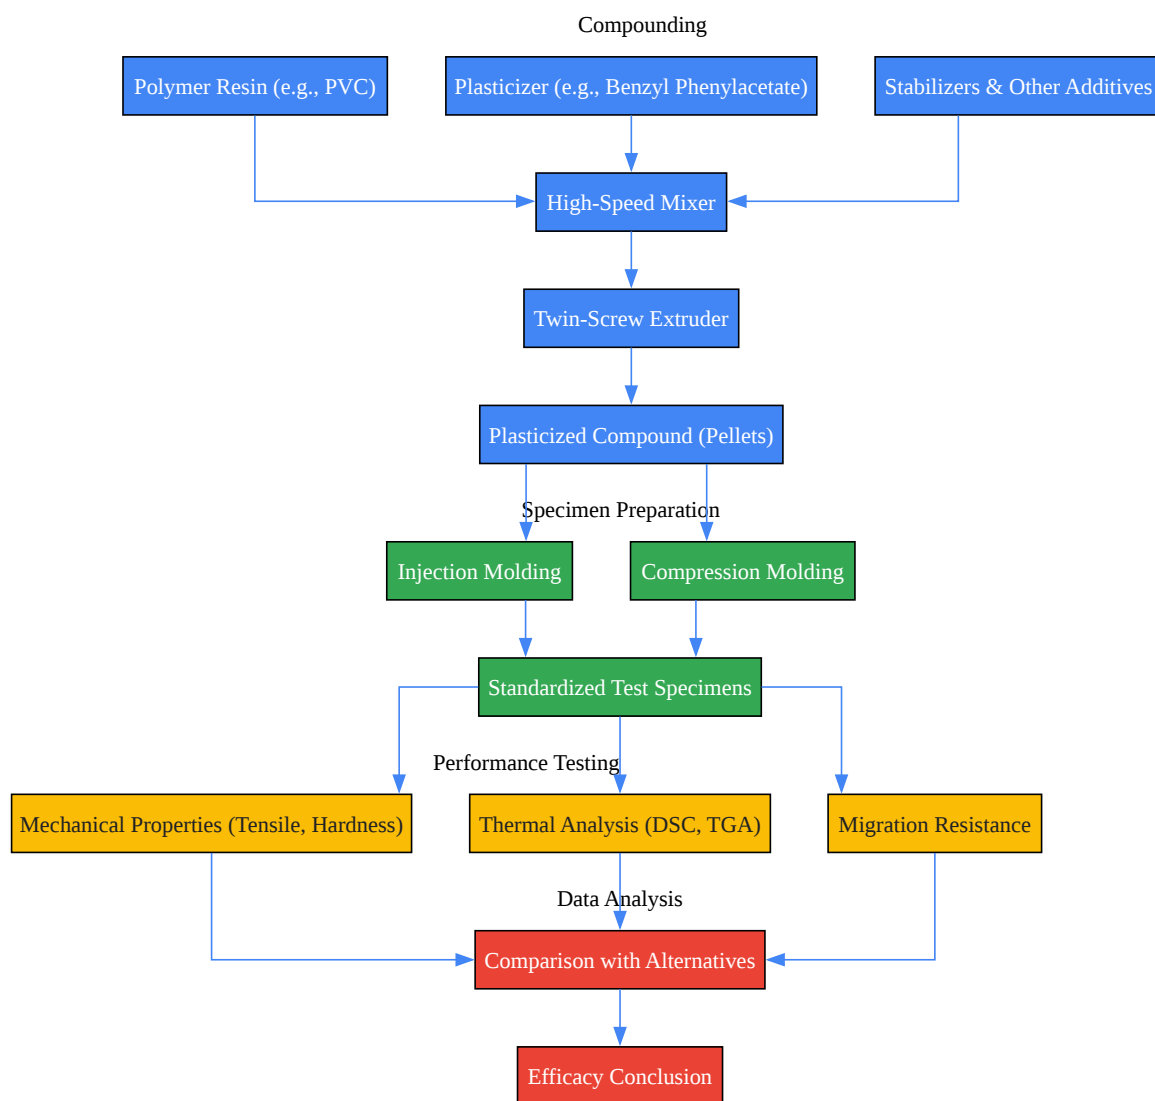 Compounding
Polymer Resin (e.g., PVC)
Plasticizer (e.g., Benzyl Phenylacetate)
Stabilizers & Other Additives
High-Speed Mixer
Twin-Screw Extruder
Plasticized Compound (Pellets)
Specimen Preparation
Injection Molding
Compression Molding
Standardized Test Specimens
Performance Testing
Mechanical Properties (Tensile, Hardness)
Thermal Analysis (DSC, TGA)
Migration Resistance
Data Analysis
Comparison with Alternatives
Efficacy Conclusion